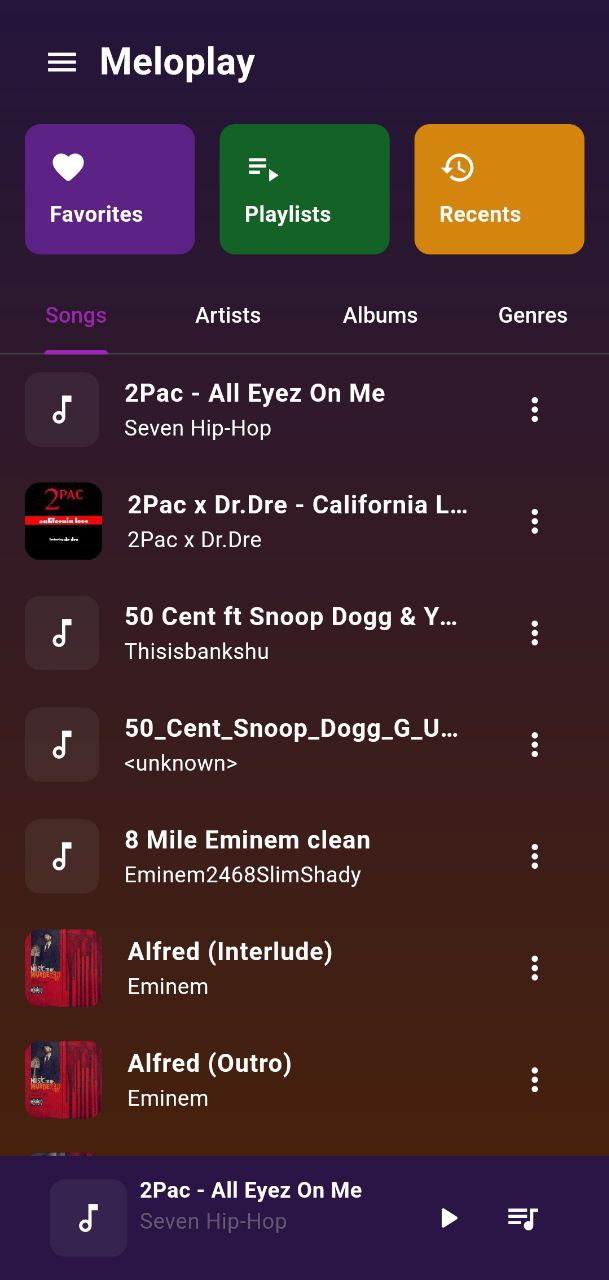 Meloplay
Favorites
Playlists
Recents
Songs
Artists
Albums
Genres
2Pac - All Eyez On Me
Seven Hip-Hop
2PAC
california love
2Pac x Dr.Dre - California L...
2Pac x Dr.Dre
50 Cent ft Snoop Dogg & Y...
Thisisbankshu
50_Cent_Snoop_Dogg_G_U...
<unknown>
8 Mile Eminem clean
Eminem2468SlimShady
Alfred (Interlude)
Eminem
Alfred (Outro)
Eminem
2Pac - All Eyez On Me
Seven Hip-Hop